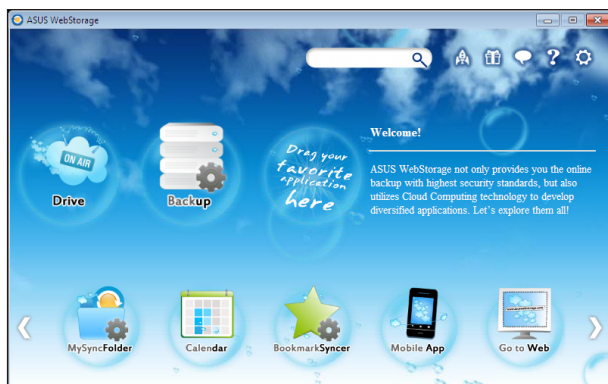 ASUS WebStorage
?
Welcome!
ASUS WebStorage not only provides you the online
backup with highest security standards, but also
utilizes Cloud Computing technology to develop
diversified applications. Let's explore them all!
ON AIR
Drive
Backup
Drag your
favorite
application
here
MySyncFolder
Calendar
BookmarkSyncer
Mobile App
Go to Web